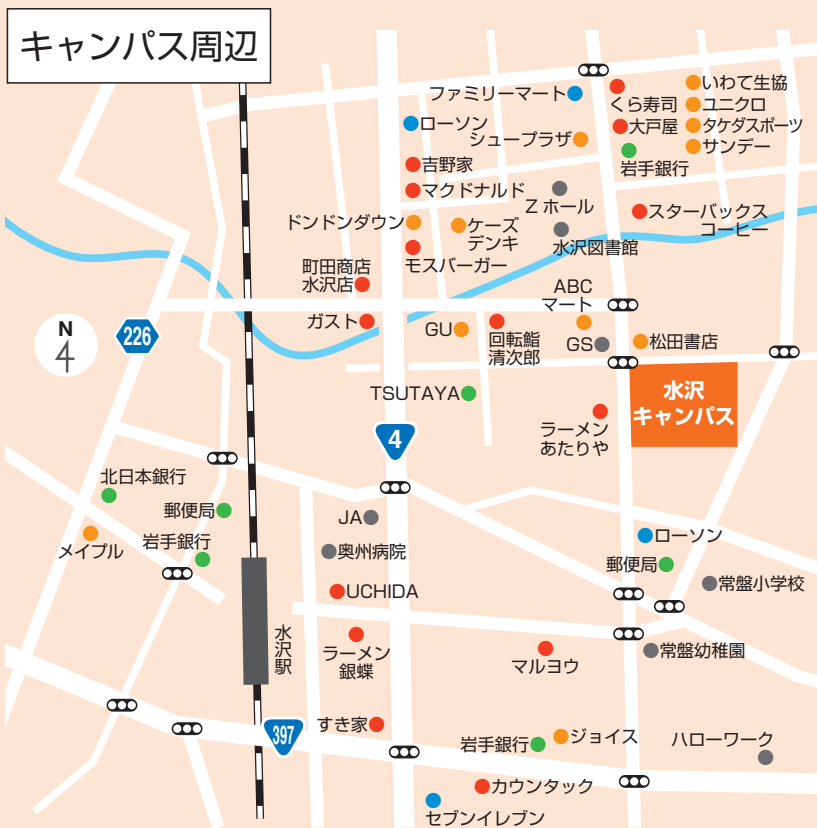 キャンパス周辺
ファミリーマート
くら寿司
いわて生協
ユニクロ
ローソン
シュープラザ
大戸屋
タケダスポーツ
サンデー
岩手銀行
吉野家
マクドナルド
Z ホール
スターバックス
コーヒー
ドンドンダウン
ケーズ
デンキ
水沢図書館
モスバーガー
町田商店
水沢店
ABC
マート
N
226
ガスト
GU
回転鮨
清次郎
GS
松田書店
TSUTAYA
水沢
キャンパス
ラーメン
あたりや
4
北日本銀行
郵便局
JA
メイプル
岩手銀行
奥州病院
ローソン
郵便局
UCHIDA
常盤小学校
水沢駅
ラーメン
銀蝶
マルヨウ
常盤幼稚園
すき家
397
岩手銀行
ジョイス
ハローワーク
カウンタック
セブンイレブン